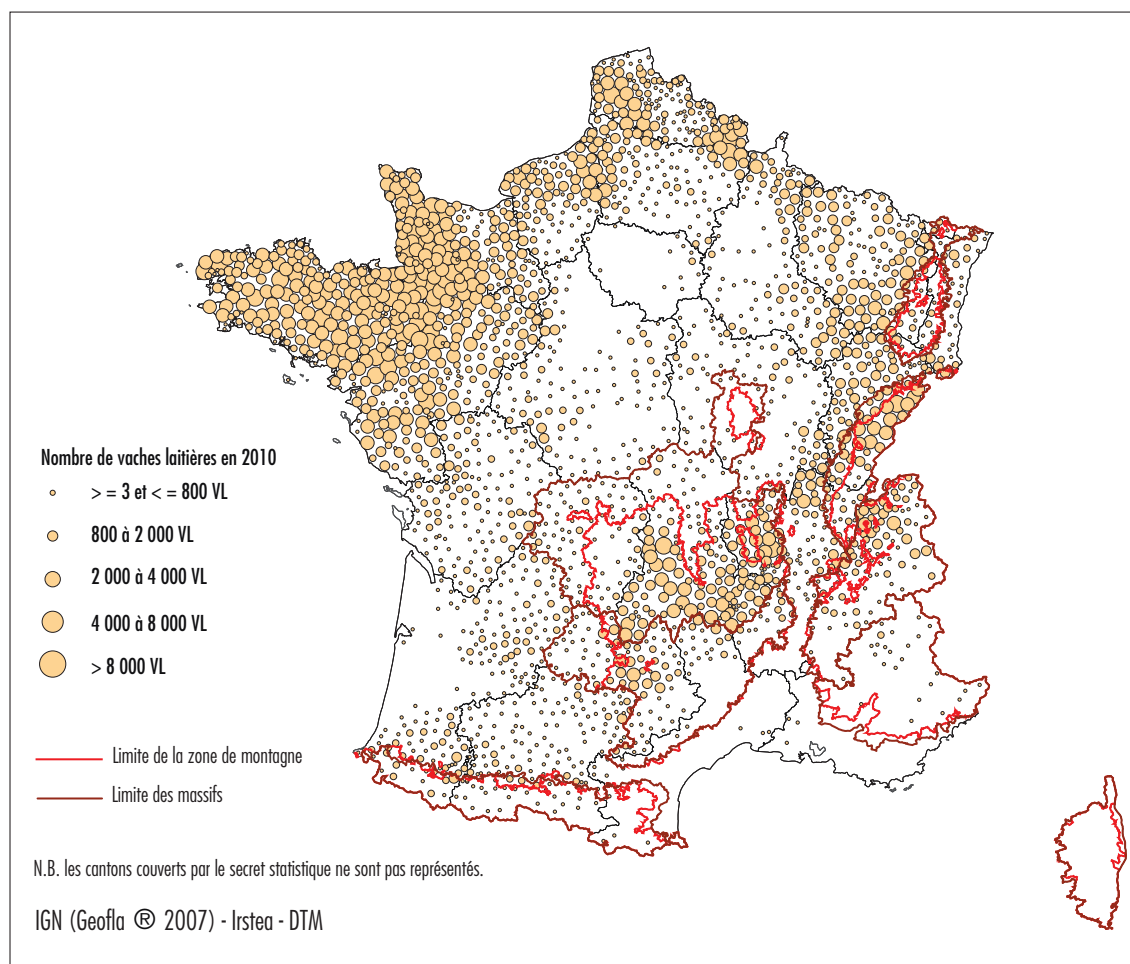 Nombre de vaches laitières en 2010
> = 3 et < = 800 VL
800 à 2 000 VL
2 000 à 4 000 VL
4 000 à 8 000 VL
> 8 000 VL
Limite de la zone de montagne
Limite des massifs
N.B. les cantons couverts par le secret statistique ne sont pas représentés.
IGN (Geofla ® 2007) - Irstea - DTM